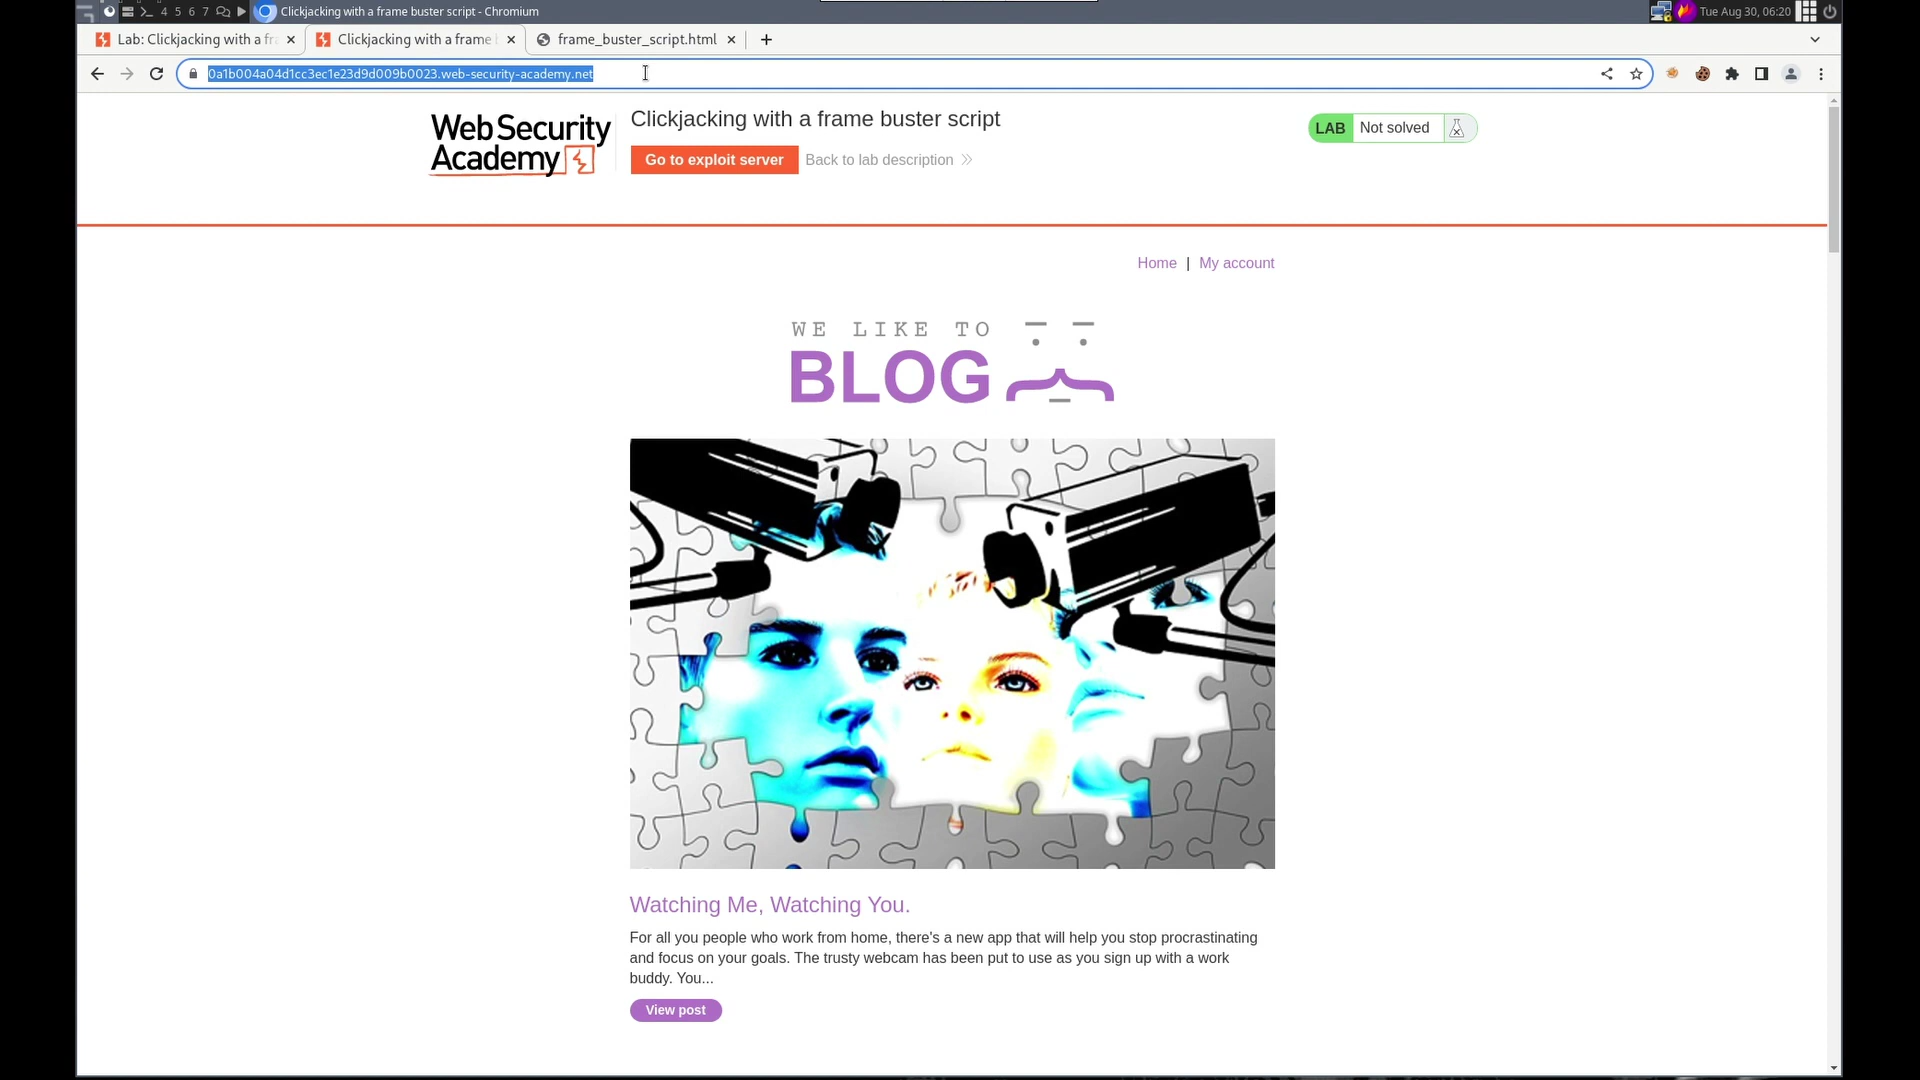 4 5 6 7 Clickjacking with a frame buster script - Chromium Tue Aug 30, 06:20
Lab: Clickjacking with a fr Clickjacking with a frame frame_buster_script.html
0a1b004a04d1cc3ec1e23d9d009b0023.web-security-academy.net
Web Security
Academy
Clickjacking with a frame buster script
Go to exploit server Back to lab description
LAB Not solved
Home | My account
WE LIKE TO
BLOG
Watching Me, Watching You.
For all you people who work from home, there's a new app that will help you stop procrastinating
and focus on your goals. The trusty webcam has been put to use as you sign up with a work
buddy. You...
View post